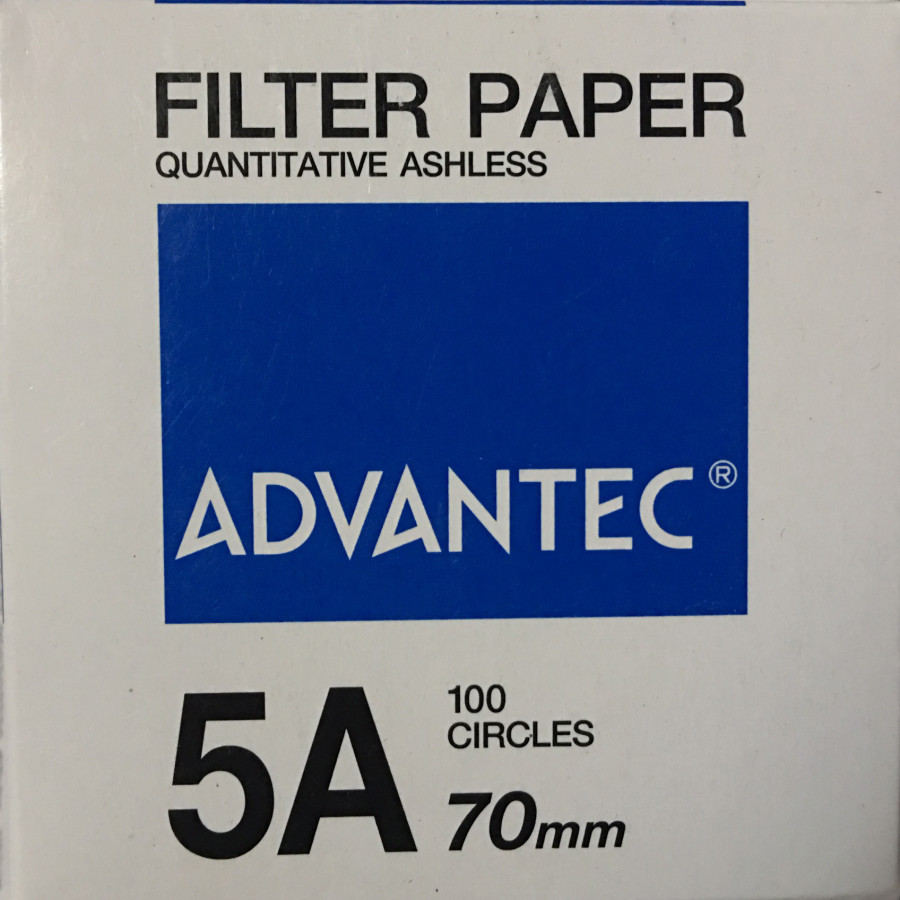 FILTER PAPER
QUANTITATIVE ASHLESS
ADVANTEC®
5A
100
CIRCLES
70mm